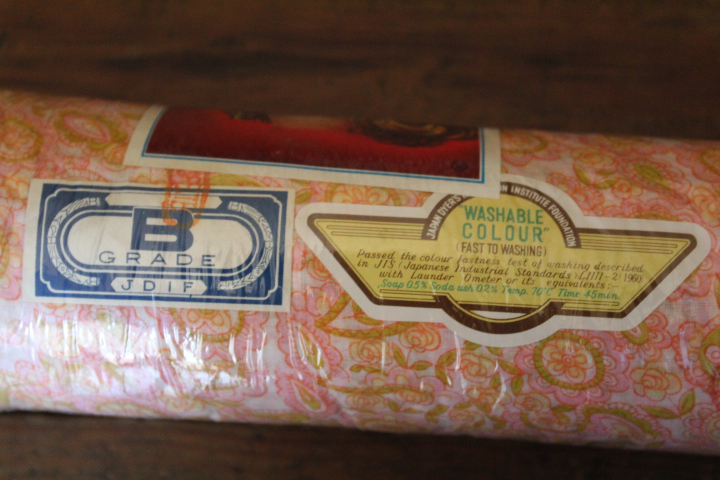 B
GRADE
JDIF
JAPAN DYER'S
N INSTITUTE FOUNDATION
"WASHABLE
COLOUR"
(FAST TO WASHING)
Passed the colour fastness test of washing described
in JIS (Japanese Industrial Standards)
with Launder Ometer or its equivalents:-
Soap 0.5% Soda ash 0.2% Temp. 70° Time 45min.